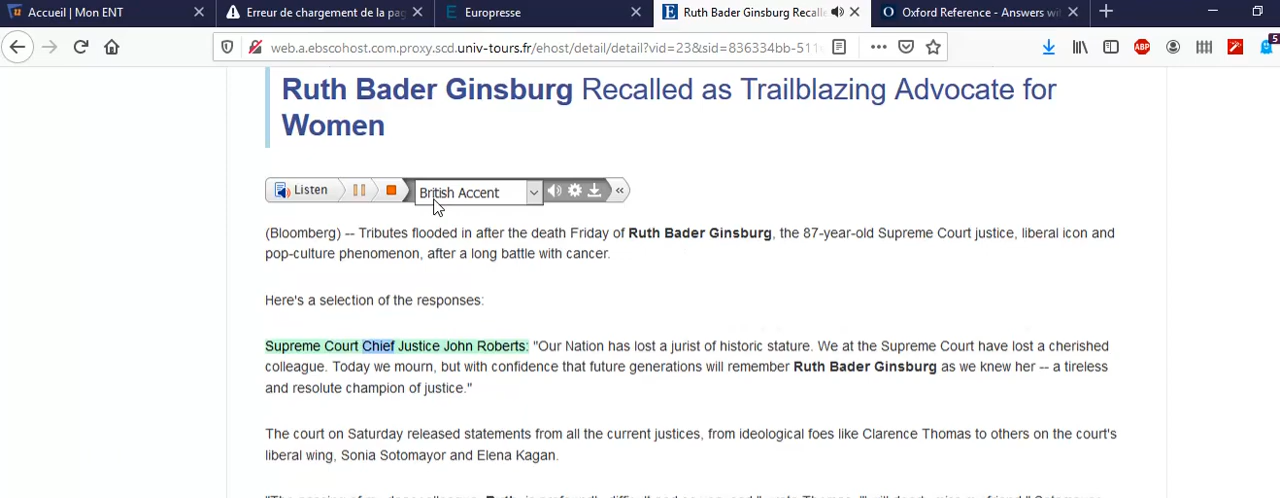 Accueil | Mon ENT
Erreur de chargement de la pag
Europresse
Ruth Bader Ginsburg Recalle
Oxford Reference - Answers wit
web.a.ebscohost.com.proxy.scd.univ-tours.fr/ehost/detail/detail?vid=23&sid=836334bb-511
ABP
5
Ruth Bader Ginsburg Recalled as Trailblazing Advocate for
Women
Listen
British Accent
(Bloomberg) -- Tributes flooded in after the death Friday of Ruth Bader Ginsburg, the 87-year-old Supreme Court justice, liberal icon and
pop-culture phenomenon, after a long battle with cancer.
Here's a selection of the responses:
Supreme Court Chief Justice John Roberts: "Our Nation has lost a jurist of historic stature. We at the Supreme Court have lost a cherished
colleague. Today we mourn, but with confidence that future generations will remember Ruth Bader Ginsburg as we knew her -- a tireless
and resolute champion of justice."
The court on Saturday released statements from all the current justices, from ideological foes like Clarence Thomas to others on the court's
liberal wing, Sonia Sotomayor and Elena Kagan.